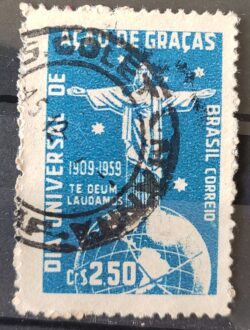 DIA UNIVERSAL DE
AÇÃO DE GRAÇAS
BRASIL CORREIO
1909-1959
TE DEUM
LAUDAMUS
CR$ 2,50